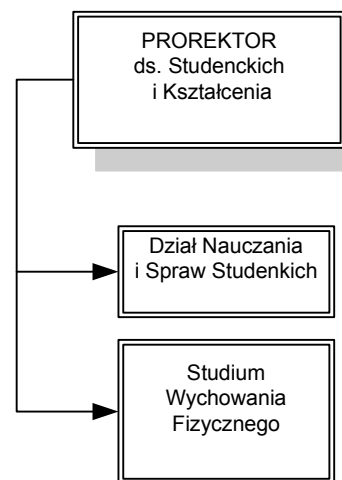 PROREKTOR
ds. Studenckich
i Kształcenia
Dział Nauczania
i Spraw Studenkich
Studium
Wychowania
Fizycznego